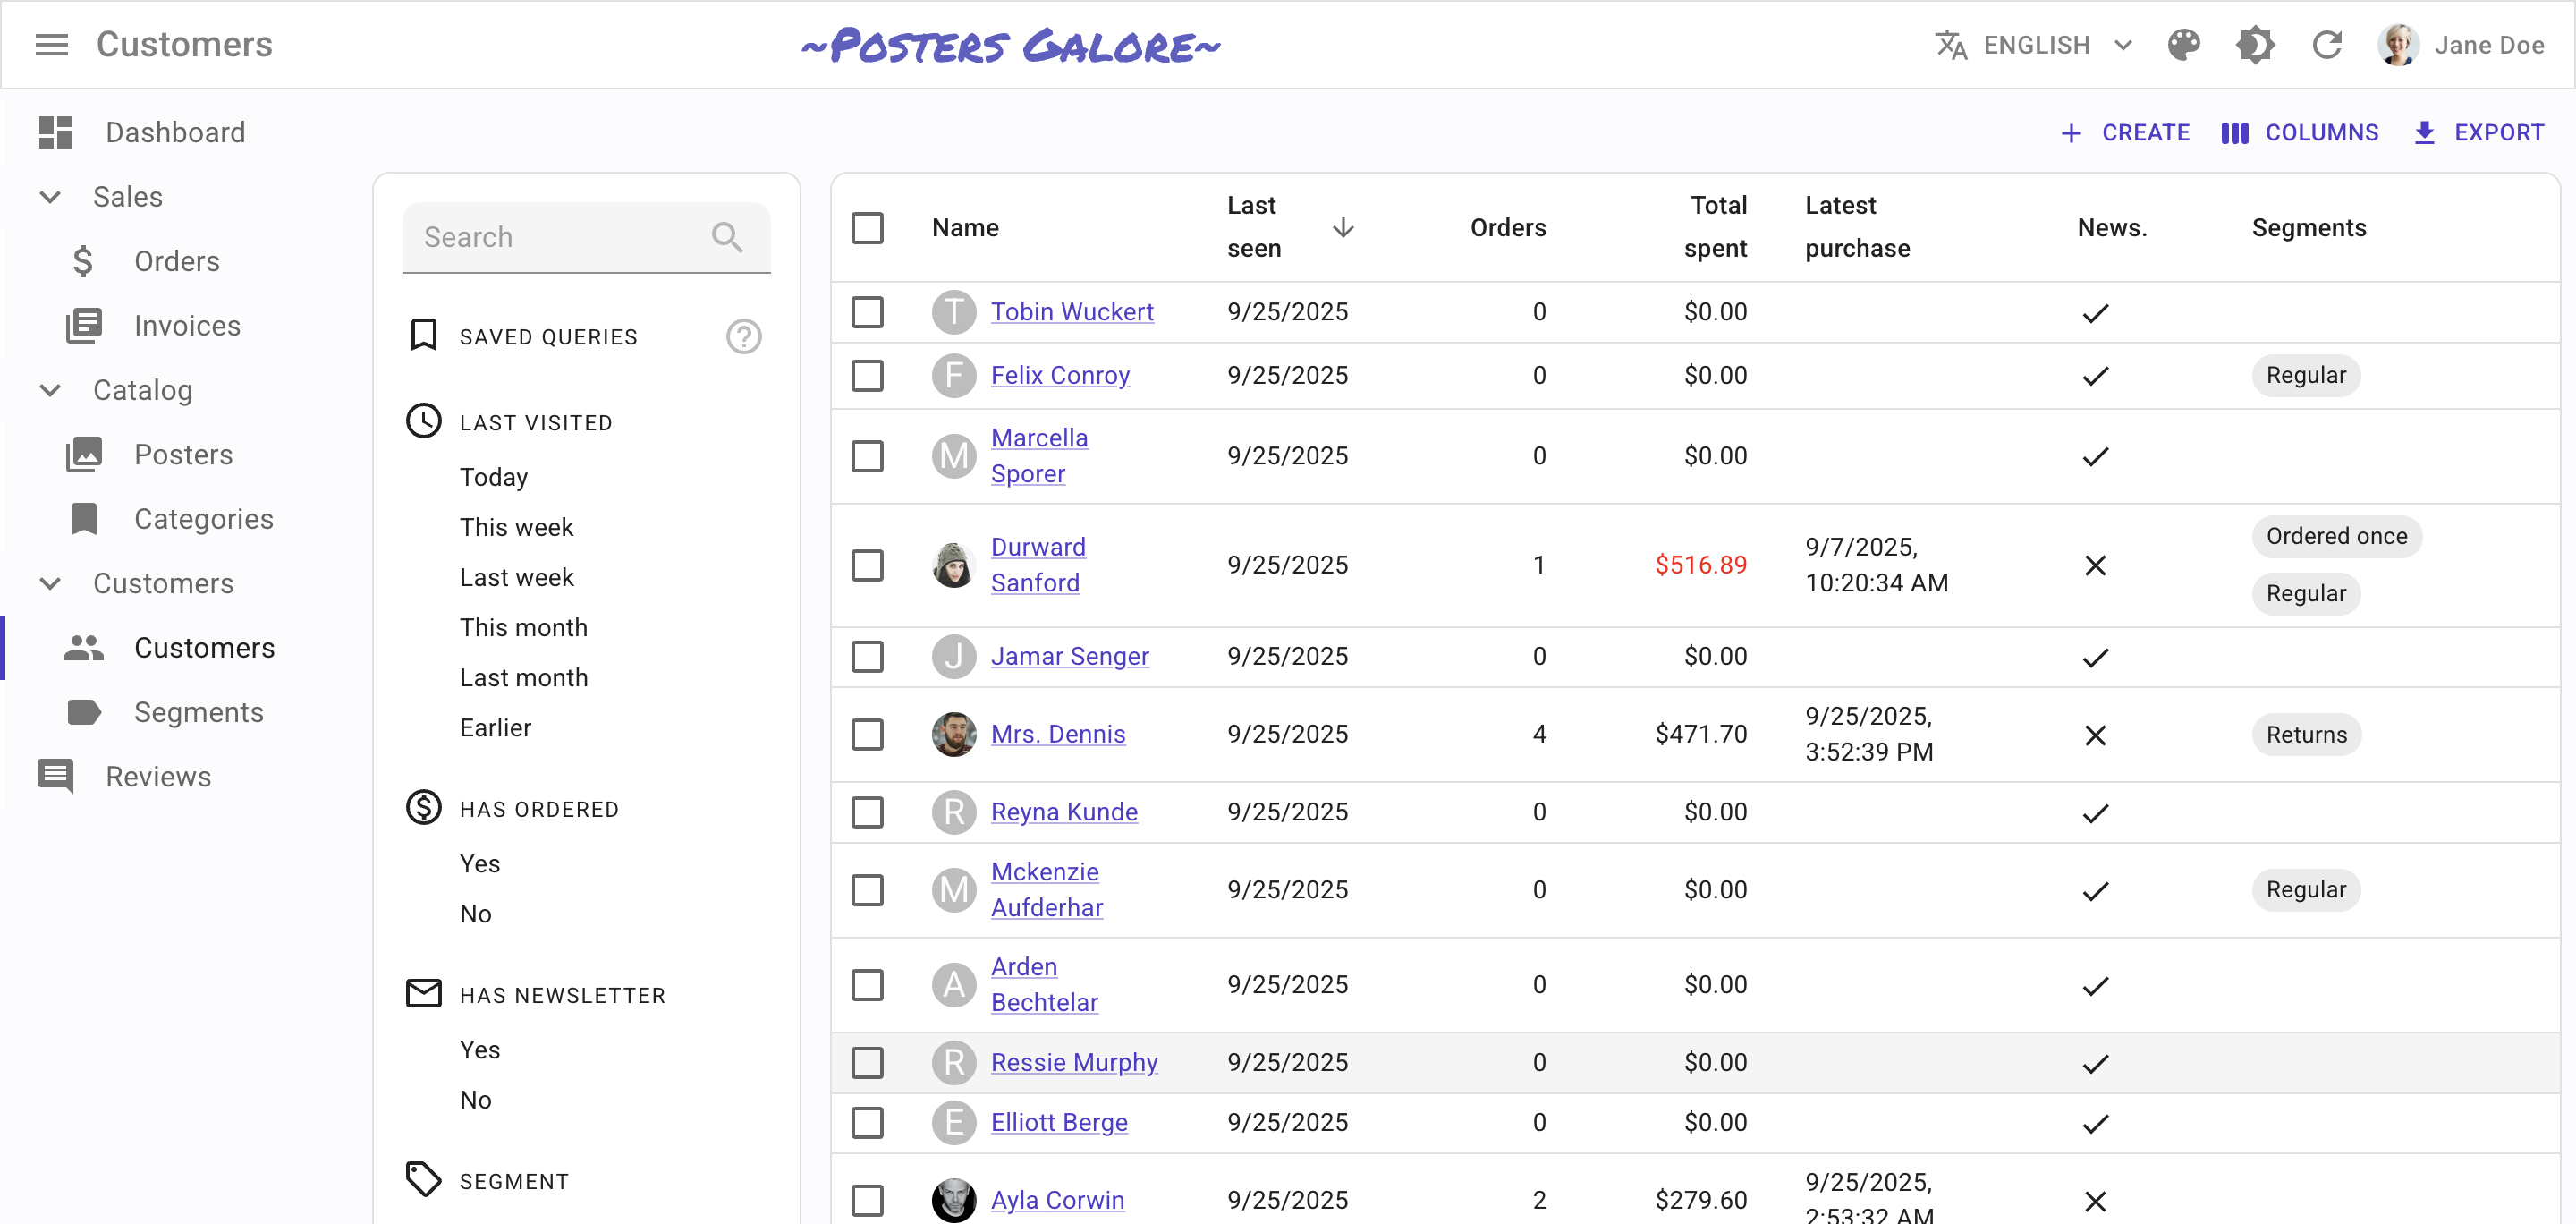 Customers
~Posters Galore~
ENGLISH
Jane Doe
Dashboard
Sales
Orders
Invoices
Catalog
Posters
Categories
Customers
Customers
Segments
Reviews
CREATE
COLUMNS
EXPORT
Search
SAVED QUERIES
?
LAST VISITED
Today
This week
Last week
This month
Last month
Earlier
HAS ORDERED
Yes
No
HAS NEWSLETTER
Yes
No
SEGMENT
Name
Last seen
Orders
Total spent
Latest purchase
News.
Segments
T Tobin Wuckert 9/25/2025 0 $0.00
F Felix Conroy 9/25/2025 0 $0.00 Regular
M Marcella Sporer 9/25/2025 0 $0.00
Durward Sanford 9/25/2025 1 $516.89 9/7/2025, 10:20:34 AM Ordered once Regular
J Jamar Senger 9/25/2025 0 $0.00
Mrs. Dennis 9/25/2025 4 $471.70 9/25/2025, 3:52:39 PM Returns
R Reyna Kunde 9/25/2025 0 $0.00
M Mckenzie Aufderhar 9/25/2025 0 $0.00 Regular
A Arden Bechtelar 9/25/2025 0 $0.00
R Ressie Murphy 9/25/2025 0 $0.00
E Elliott Berge 9/25/2025 0 $0.00
Ayla Corwin 9/25/2025 2 $279.60 9/25/2025, 2:53:32 AM